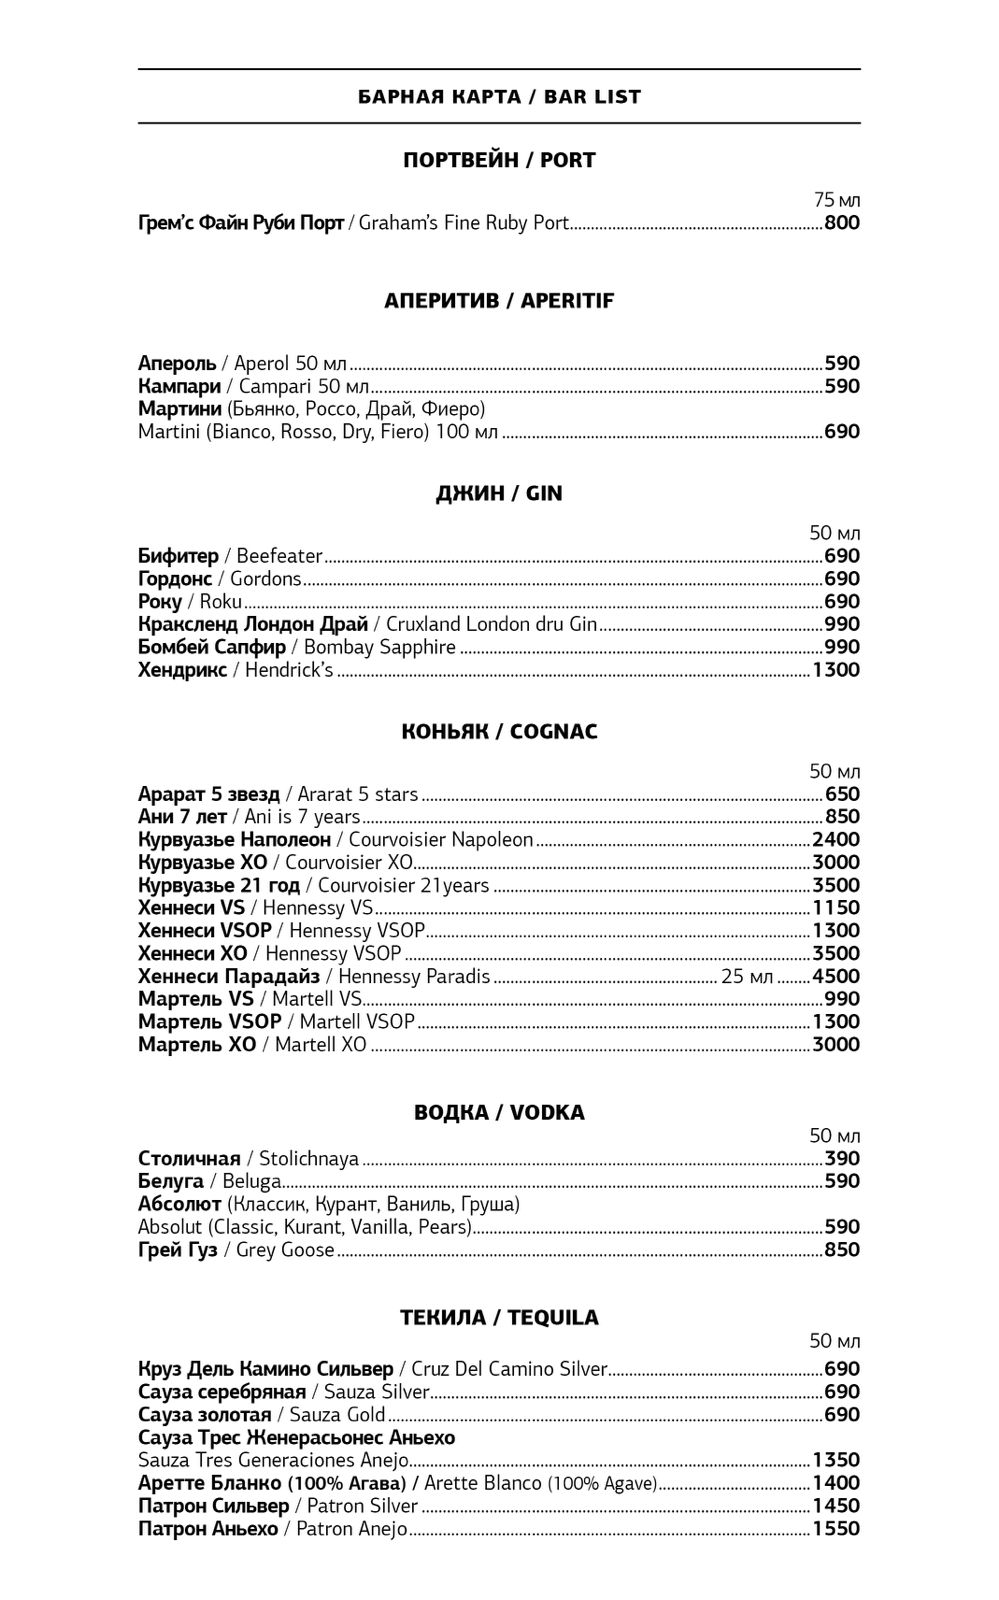 БАРНАЯ КАРТА / BAR LIST
ПОРТВЕЙН / PORT
75 мл
Грем’с Файн Руби Порт / Graham’s Fine Ruby Port 800
АПЕРИТИВ / APERITIF
Апероль / Aperol 50 мл 590
Кампари / Campari 50 мл 590
Мартини (Бьянко, Россо, Драй, Фиеро)
Martini (Bianco, Rosso, Dry, Fiero) 100 мл 690
ДЖИН / GIN
50 мл
Бифитер / Beefeater 690
Гордонс / Gordons 690
Року / Roku 690
Краксленд Лондон Драй / Cruxland London dru Gin 990
Бомбей Сапфир / Bombay Sapphire 990
Хендрикс / Hendrick’s 1300
КОНЬЯК / COGNAC
50 мл
Арарат 5 звезд / Ararat 5 stars 650
Ани 7 лет / Ani is 7 years 850
Курвуазье Наполеон / Courvoisier Napoleon 2400
Курвуазье XO / Courvoisier XO 3000
Курвуазье 21 год / Courvoisier 21years 3500
Хеннеси VS / Hennessy VS 1150
Хеннеси VSOP / Hennessy VSOP 1300
Хеннеси XO / Hennessy VSOP 3500
Хеннеси Парадайз / Hennessy Paradis 25 мл 4500
Мартель VS / Martell VS 990
Мартель VSOP / Martell VSOP 1300
Мартель XO / Martell XO 3000
ВОДКА / VODKA
50 мл
Столичная / Stolichnaya 390
Белуга / Beluga 590
Абсолют (Классик, Курант, Ваниль, Груша)
Absolut (Classic, Kurant, Vanilla, Pears) 590
Грей Гуз / Grey Goose 850
ТЕКИЛА / TEQUILA
50 мл
Круз Дель Камино Сильвер / Cruz Del Camino Silver 690
Сауза серебряная / Sauza Silver 690
Сауза золотая / Sauza Gold 690
Сауза Трес Женерасьонес Аньехо
Sauza Tres Generaciones Anejo 1350
Аретте Бланко (100% Агава) / Arette Blanco (100% Agave) 1400
Патрон Сильвер / Patron Silver 1450
Патрон Аньехо / Patron Anejo 1550